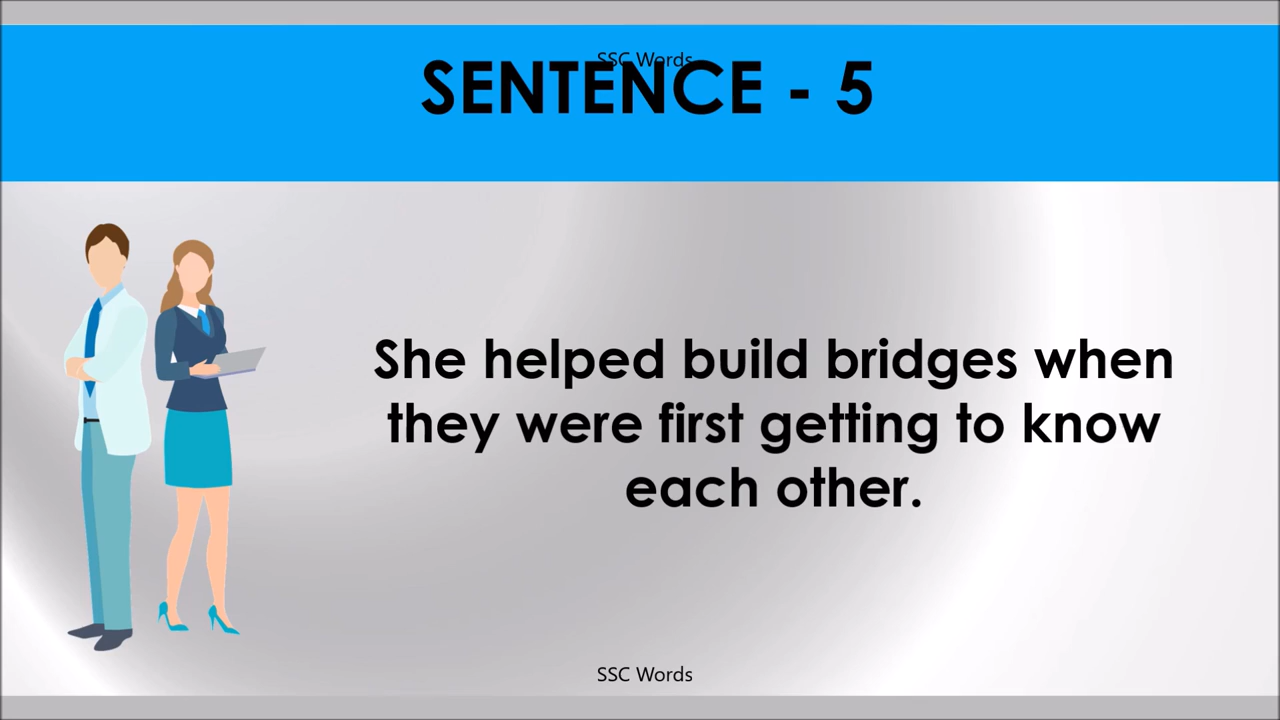 SSC Words
SENTENCE - 5
She helped build bridges when
they were first getting to know
each other.
SSC Words